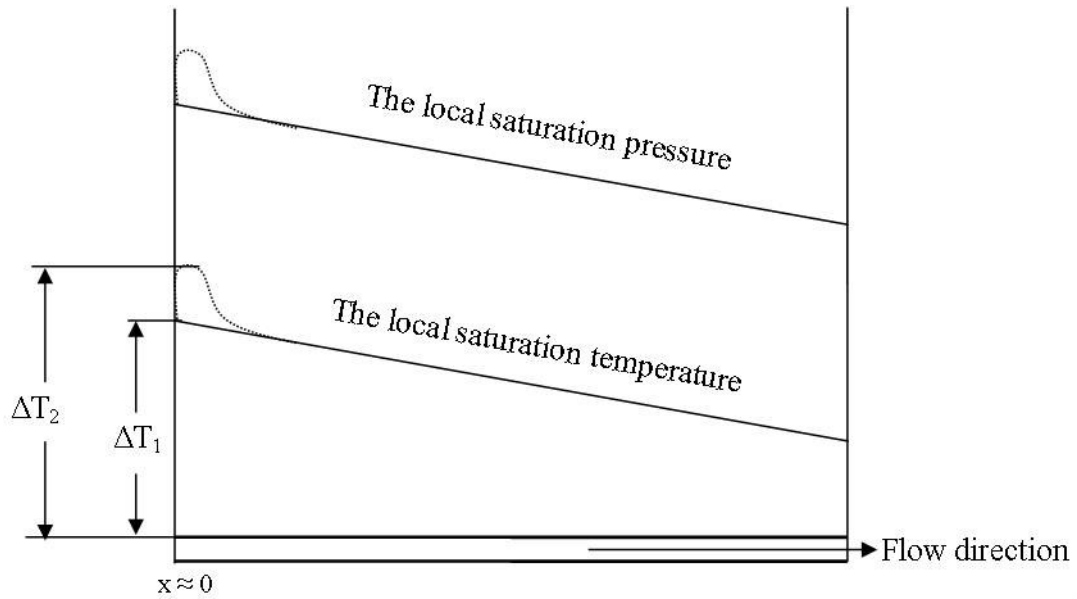 The local saturation pressure
The local saturation temperature
ΔT₂
ΔT₁
Flow direction
x ≈ 0